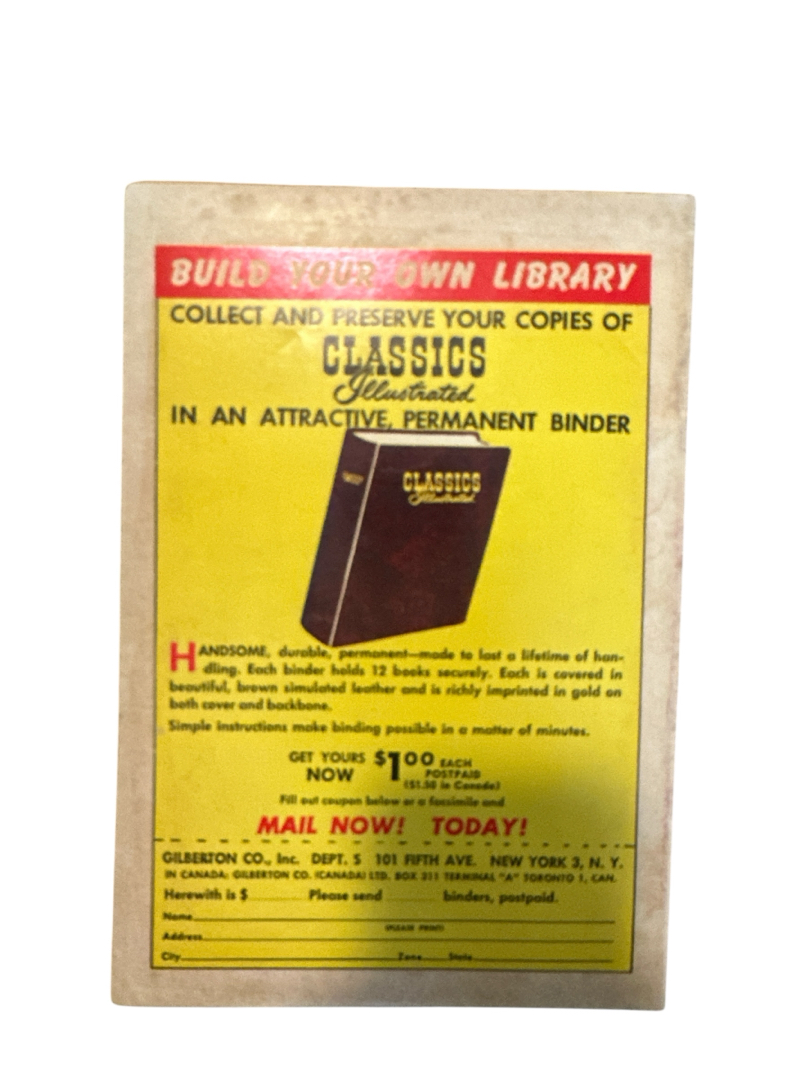 BUILD YOUR OWN LIBRARY
COLLECT AND PRESERVE YOUR COPIES OF
CLASSICS
Illustrated
IN AN ATTRACTIVE, PERMANENT BINDER
CLASSICS
Illustrated
HANDSOME, durable, permanent—made to last a lifetime of han-
dling. Each binder holds 12 books securely. Each is covered in
beautiful, brown simulated leather and is richly imprinted in gold on
both cover and backbone.
Simple instructions make binding possible in a matter of minutes.
GET YOURS NOW $1.00 EACH POSTPAID
($1.50 in Canada)
Fill out coupon below or a facsimile and
MAIL NOW! TODAY!
GILBERTON CO., Inc. DEPT. S 101 FIFTH AVE. NEW YORK 3, N. Y.
IN CANADA: GILBERTON CO. (CANADA) LTD. BOX 311 TERMINAL "A" TORONTO 1, CAN.
Herewith is $ Please send binders, postpaid.
Name
(PLEASE PRINT)
Address
City Zone State